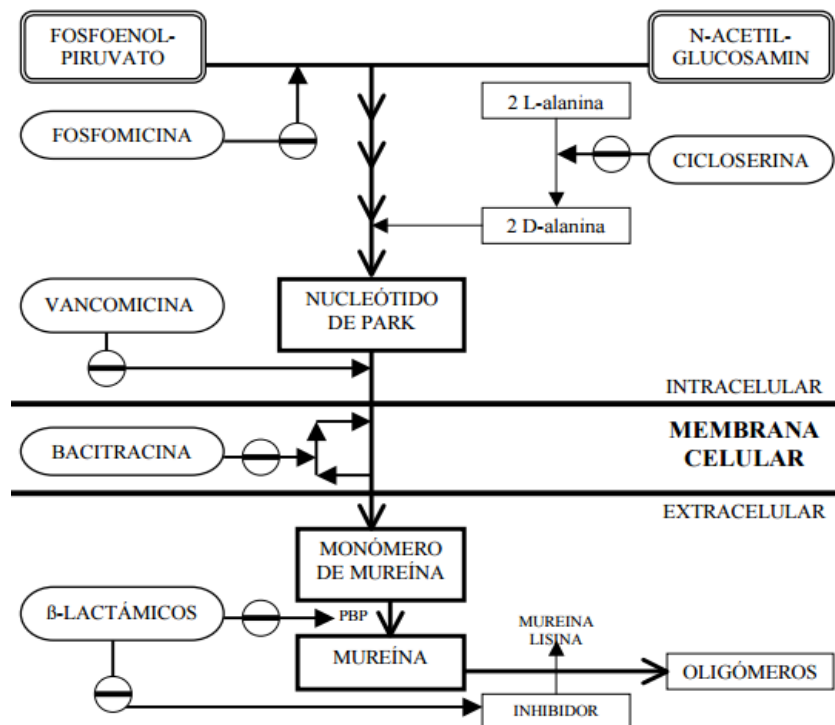 FOSFOENOL-
PIRUVATO
N-ACETIL-
GLUCOSAMIN
2 L-alanina
FOSFOMICINA
CICLOSERINA
2 D-alanina
VANCOMICINA
NUCLEÓTIDO
DE PARK
INTRACELULAR
BACITRACINA
MEMBRANA
CELULAR
EXTRACELULAR
MONÓMERO
DE MUREÍNA
ß-LACTÁMICOS
PBP
MUREINA
LISINA
MUREÍNA
OLIGÓMEROS
INHIBIDOR